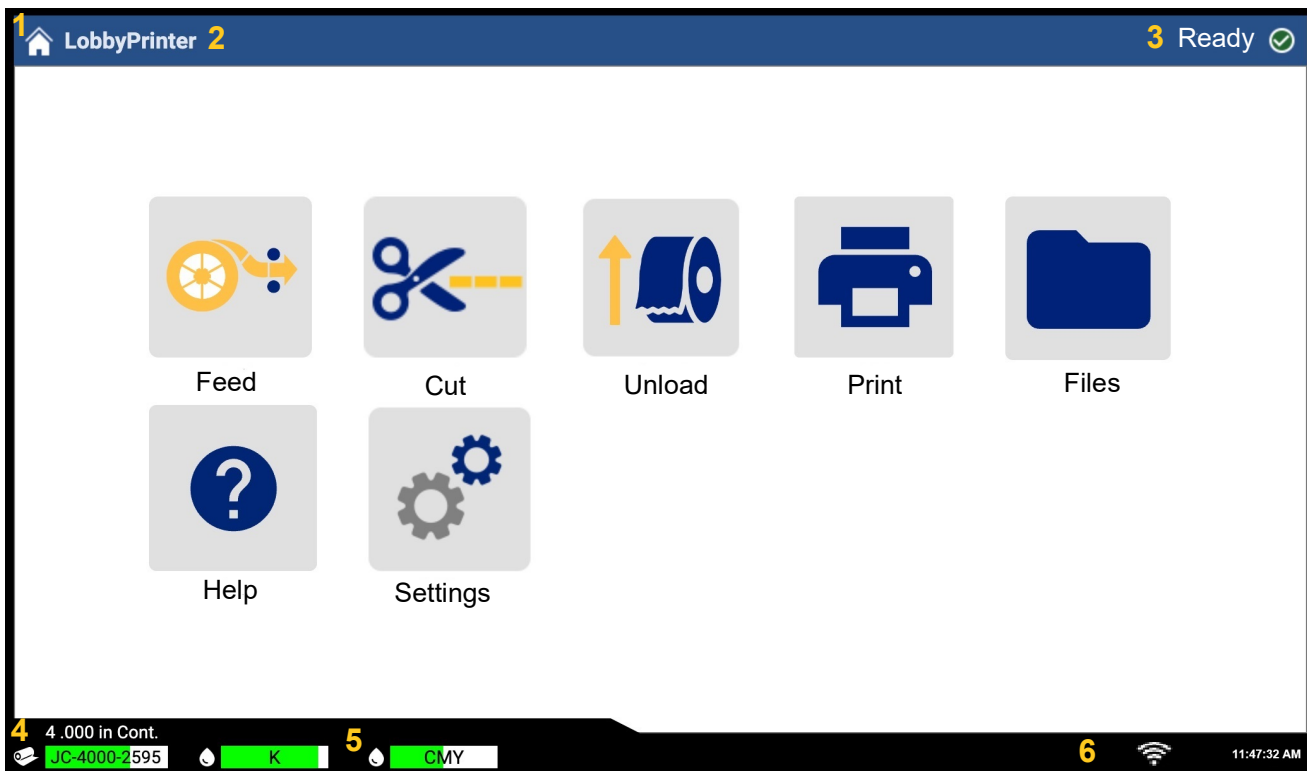 1 LobbyPrinter 2 3 Ready
Feed Cut Unload Print Files
?
Help Settings
4 4 .000 in Cont.
JC-4000-2595 K 5 CMY 6 11:47:32 AM